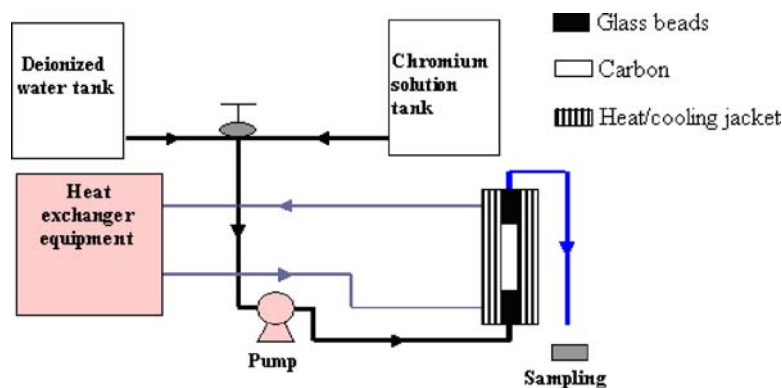 Deionized
water tank
Chromium
solution
tank
Glass beads
Carbon
Heat/cooling jacket
Heat
exchanger
equipment
Pump
Sampling